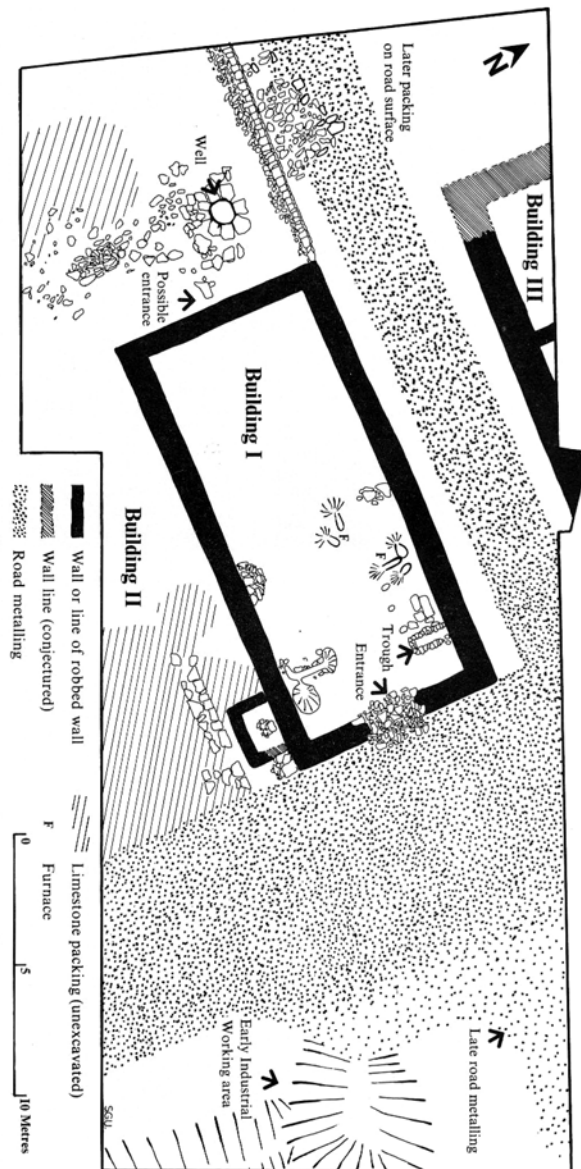 N
Later packing
on road surface
Well
Possible
entrance
Building III
Building I
F
F
Trough
Entrance
Building II
Late road metalling
Early Industrial
Working area
Wall or line of robbed wall
Wall line (conjectured)
Road metalling
Limestone packing (unexcavated)
F Furnace
0 5 10 Metres
SGU.